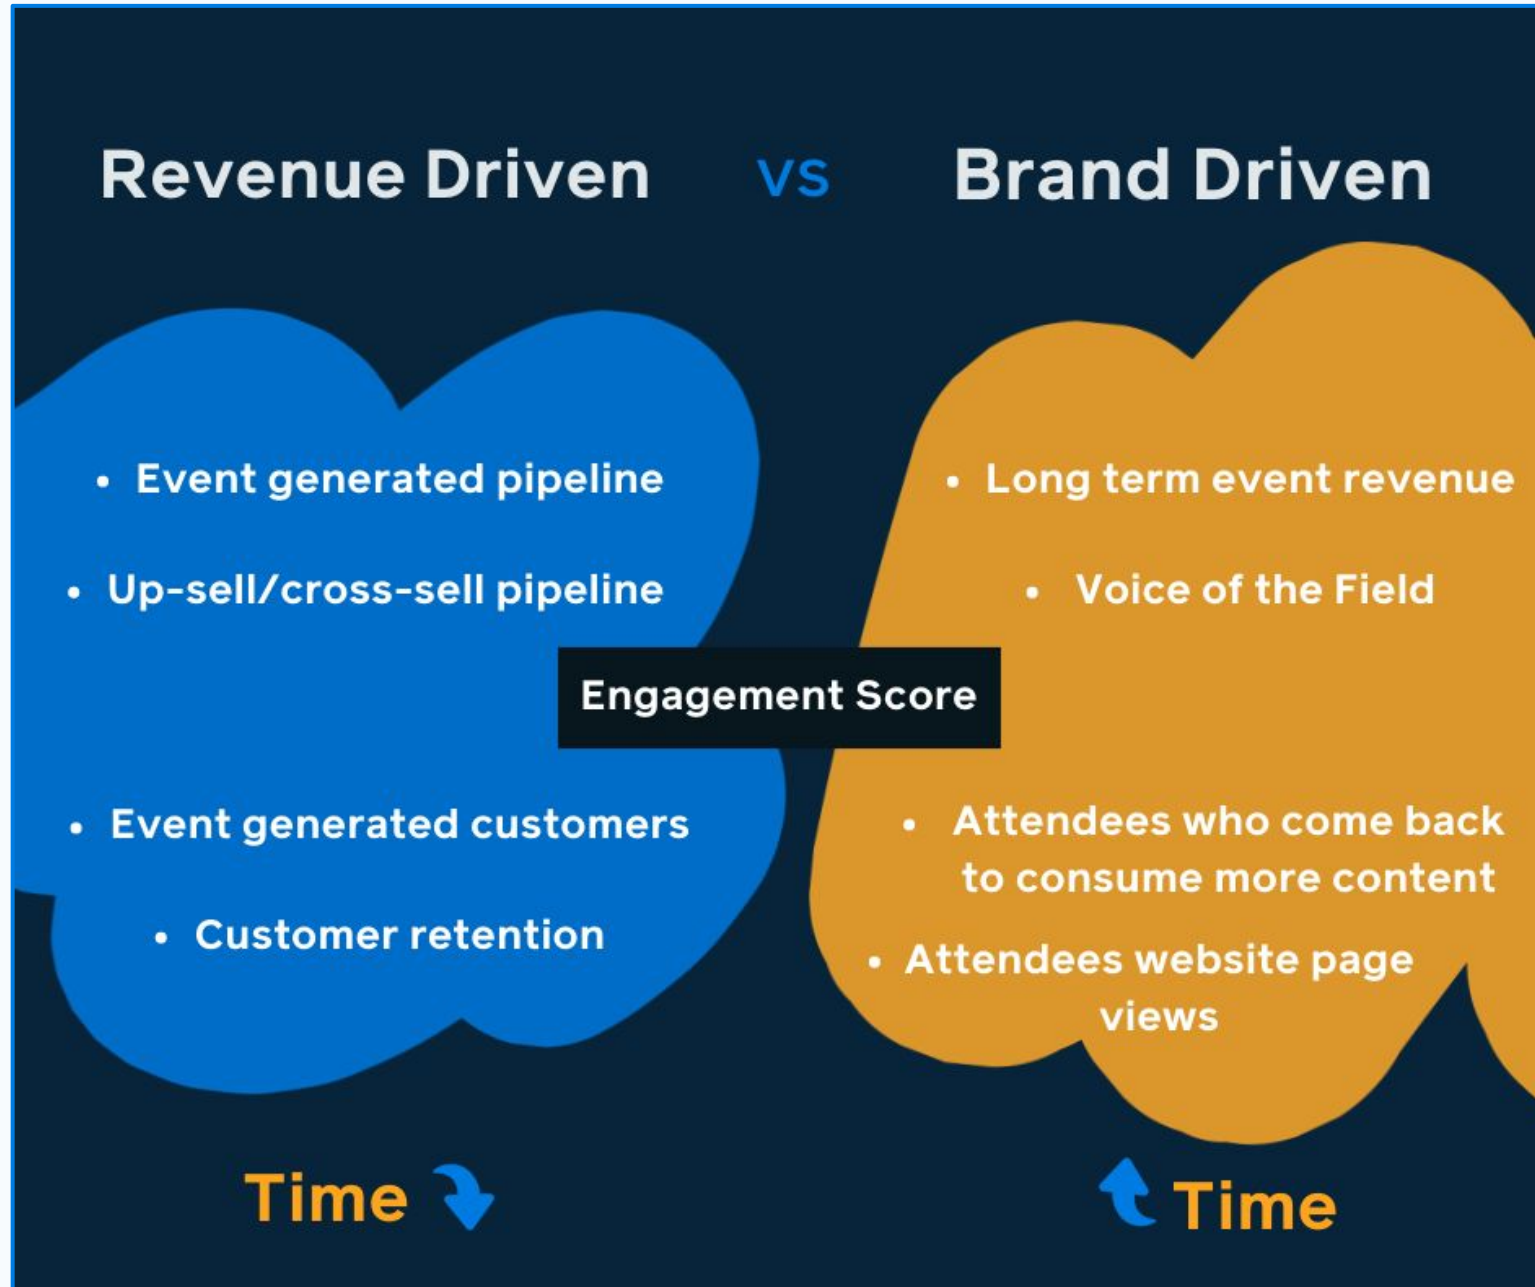 Revenue Driven vs Brand Driven
• Event generated pipeline
• Up-sell/cross-sell pipeline
• Long term event revenue
• Voice of the Field
Engagement Score
• Event generated customers
• Customer retention
• Attendees who come back
to consume more content
• Attendees website page
views
Time
Time